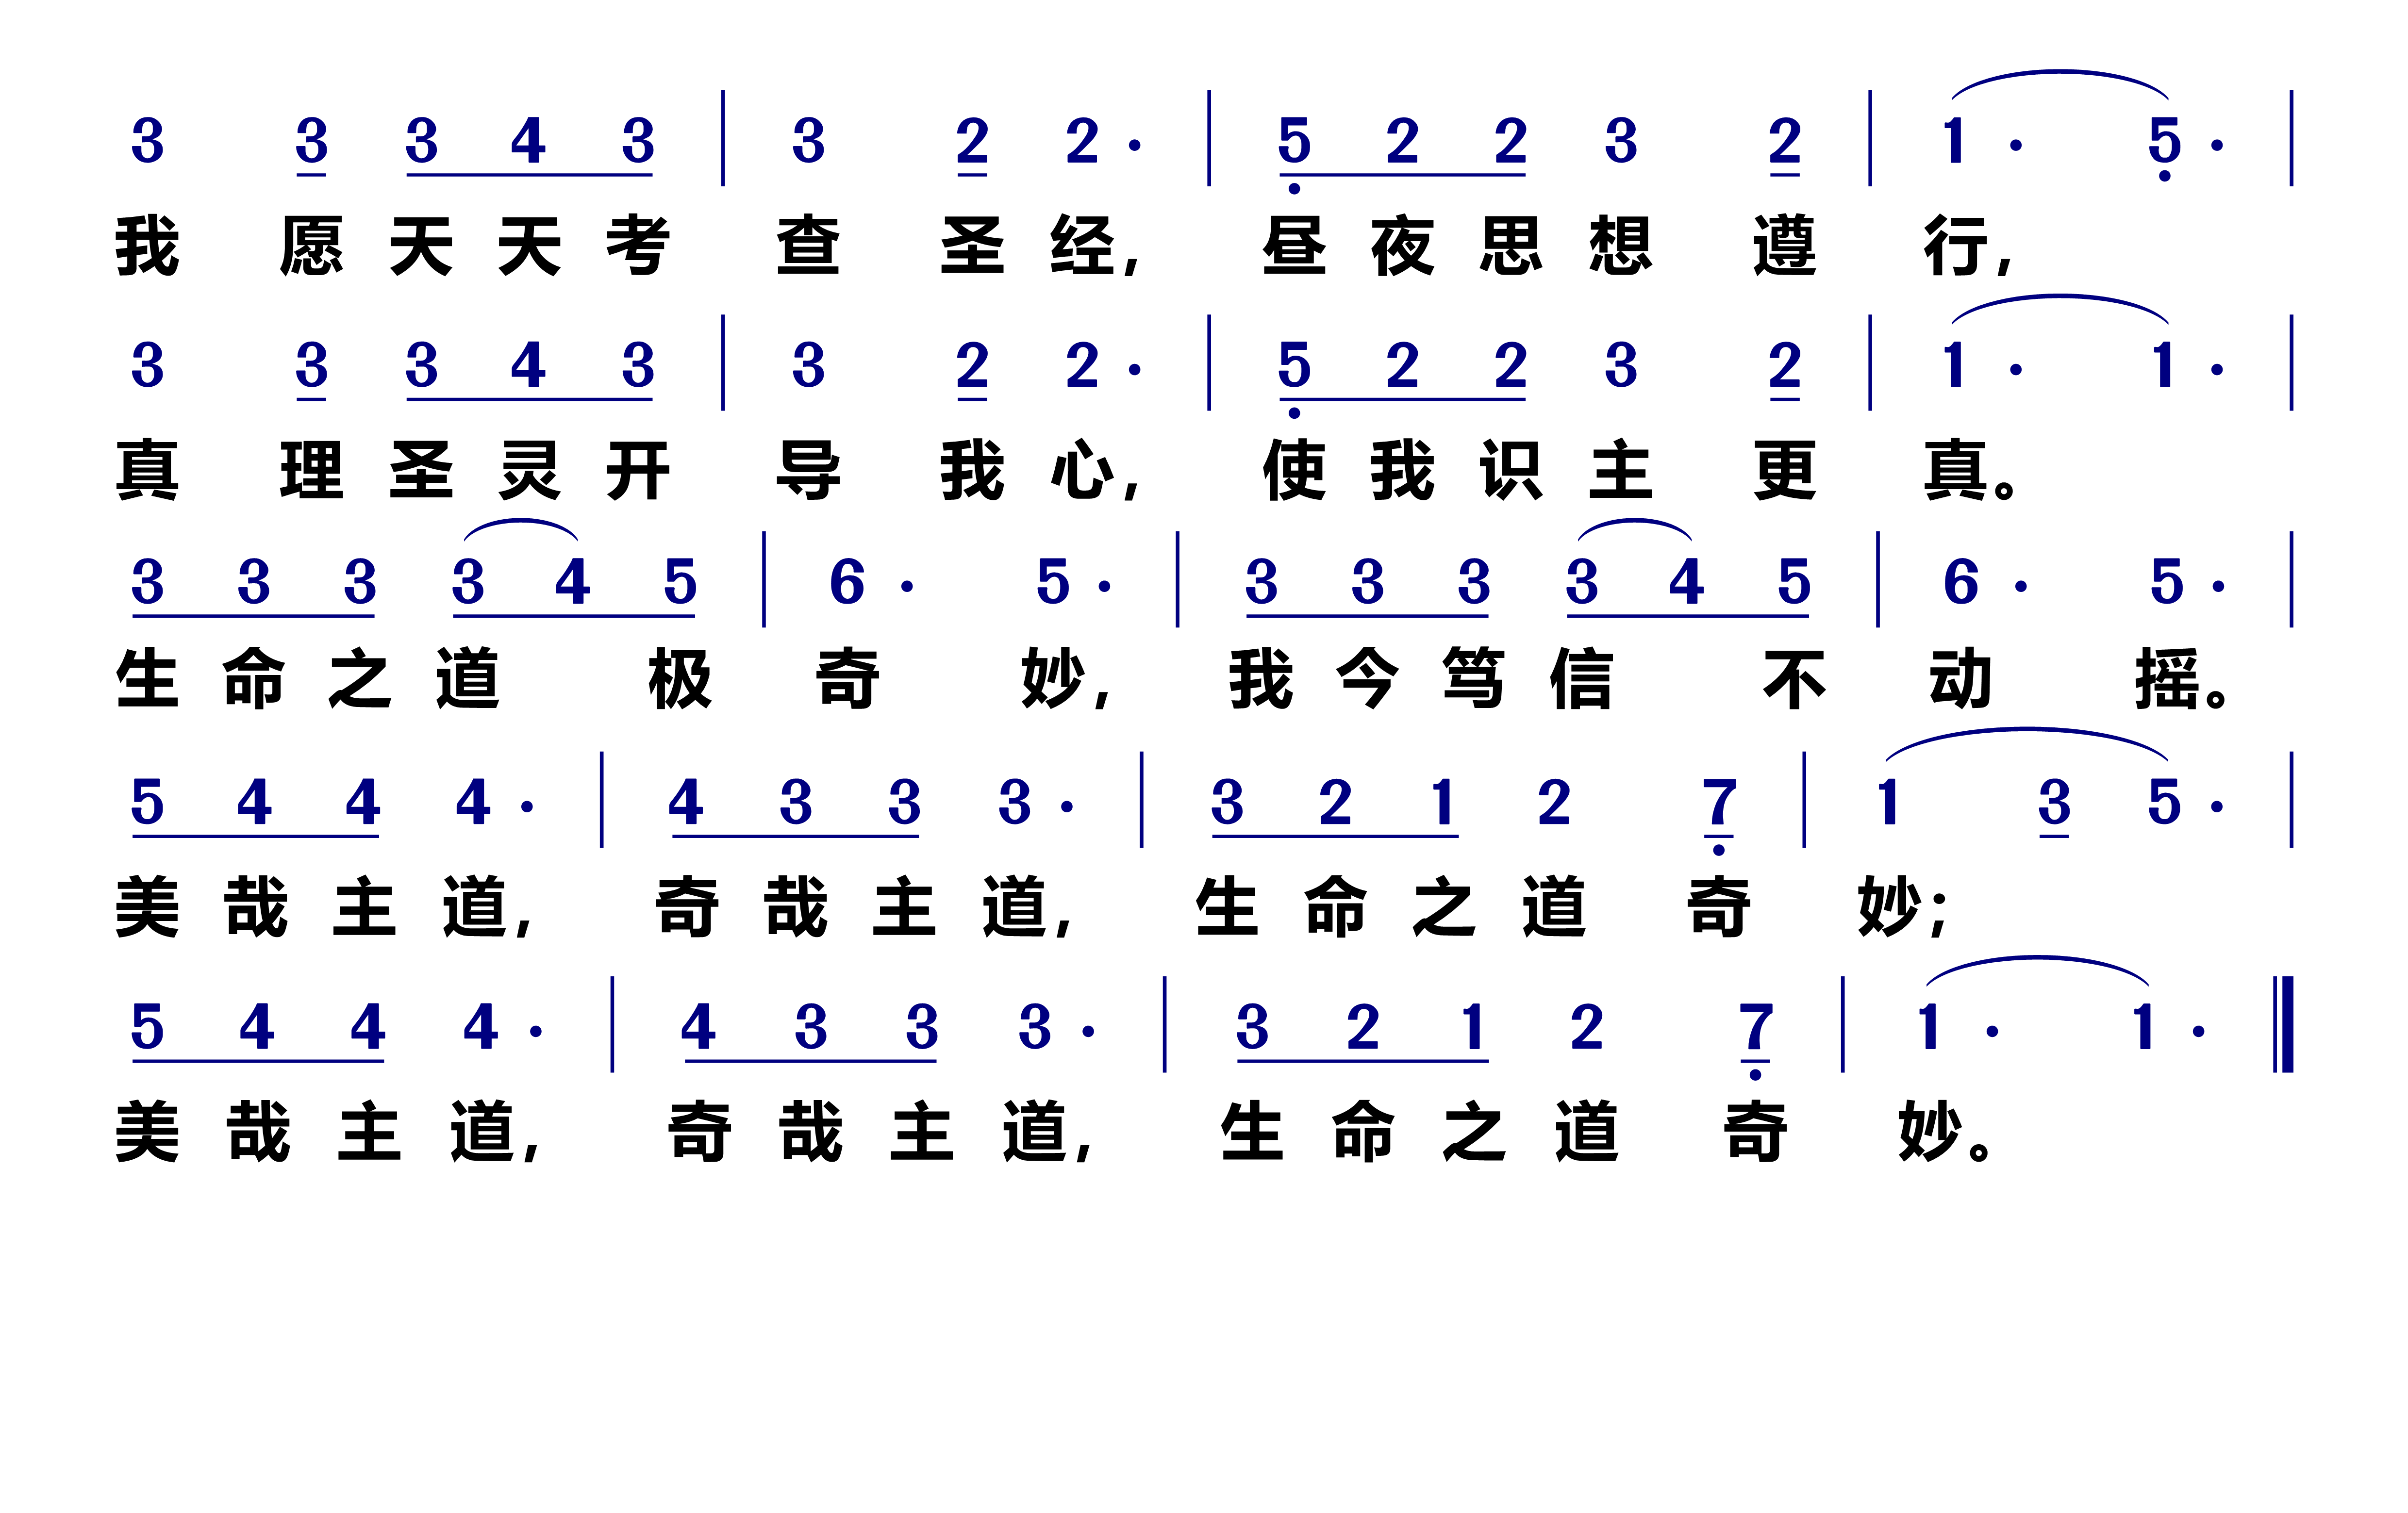 3 3 3 4 3 | 3 2 2 · | 5 2 2 3 2 | 1 · 5 · |
我 愿 天 天 考 查 圣 经, 昼 夜 思 想 遵 行,
3 3 3 4 3 | 3 2 2 · | 5 2 2 3 2 | 1 · 1 · |
真 理 圣 灵 开 导 我 心, 使 我 识 主 更 真。
3 3 3 3 4 5 | 6 · 5 · | 3 3 3 3 4 5 | 6 · 5 · |
生 命 之 道 极 奇 妙, 我 今 笃 信 不 动 摇。
5 4 4 4 · | 4 3 3 3 · | 3 2 1 2 7 | 1 3 5 · |
美 哉 主 道, 奇 哉 主 道, 生 命 之 道 奇 妙;
5 4 4 4 · | 4 3 3 3 · | 3 2 1 2 7 | 1 · 1 · ‖
美 哉 主 道, 奇 哉 主 道, 生 命 之 道 奇 妙。